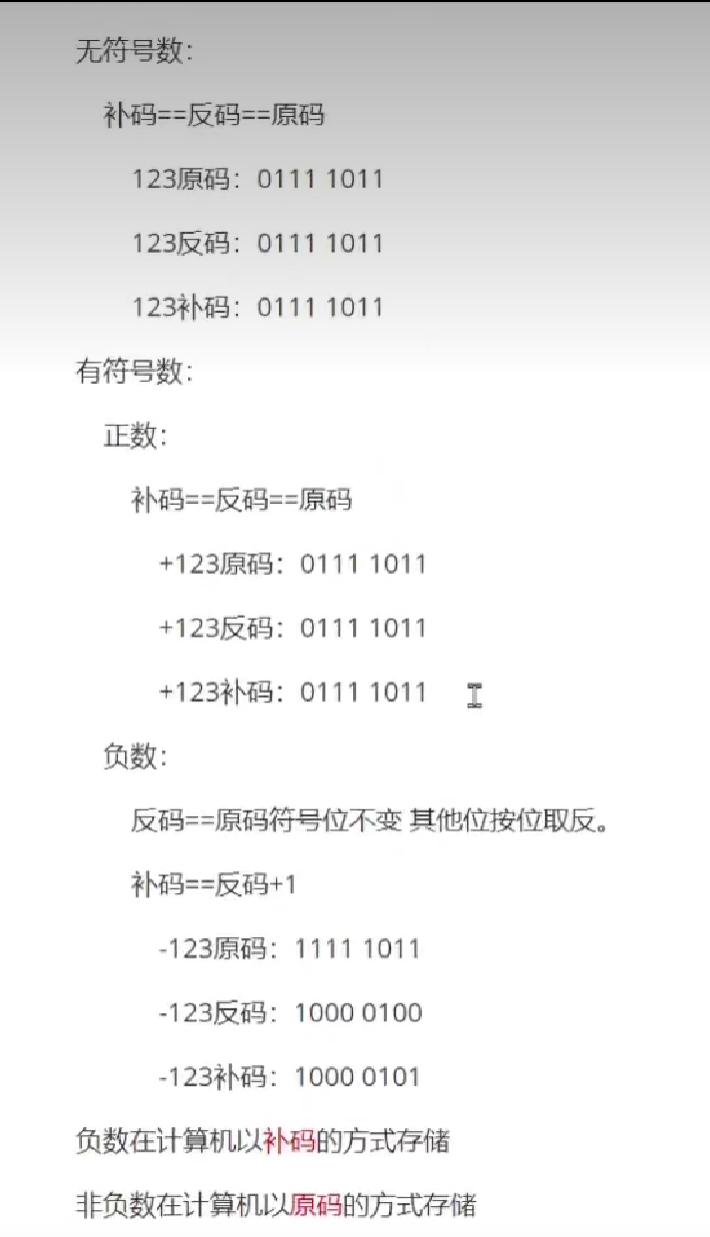 无符号数：
补码==反码==原码
123原码：0111 1011
123反码：0111 1011
123补码：0111 1011
有符号数：
正数：
补码==反码==原码
+123原码：0111 1011
+123反码：0111 1011
+123补码：0111 1011
负数：
反码==原码符号位不变 其他位按位取反。
补码==反码+1
-123原码：1111 1011
-123反码：1000 0100
-123补码：1000 0101
负数在计算机以补码的方式存储
非负数在计算机以原码的方式存储